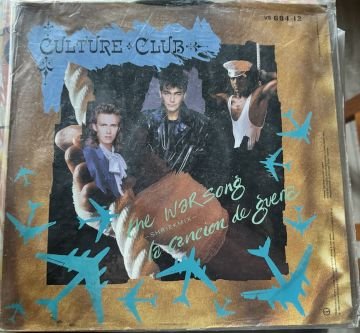 VS 694-12
CULTURE CLUB
the war song
la cancion de guerra